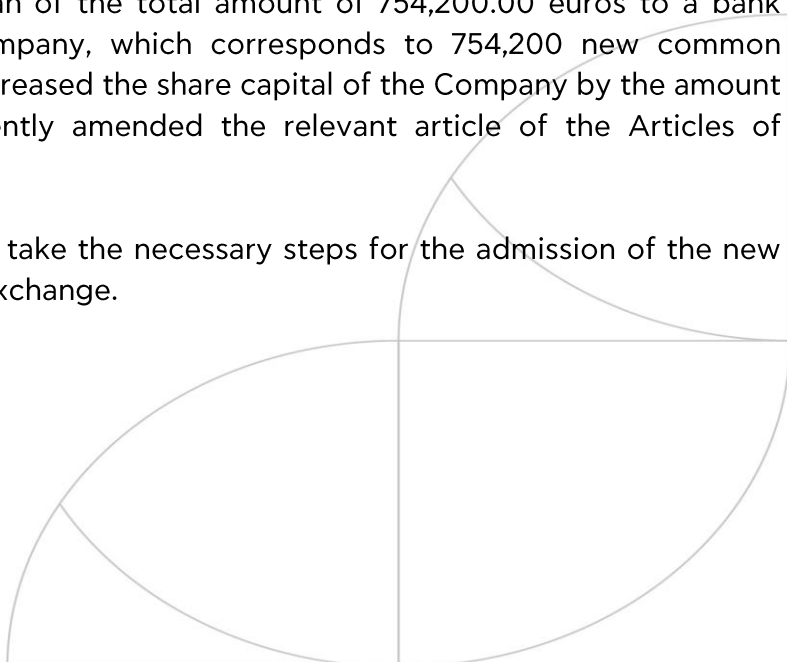 of the total amount of 754,200.00 euros to a bank
mpany, which corresponds to 754,200 new common
reased the share capital of the Company by the amount
ntly amended the relevant article of the Articles of
take the necessary steps for the admission of the new
xchange.